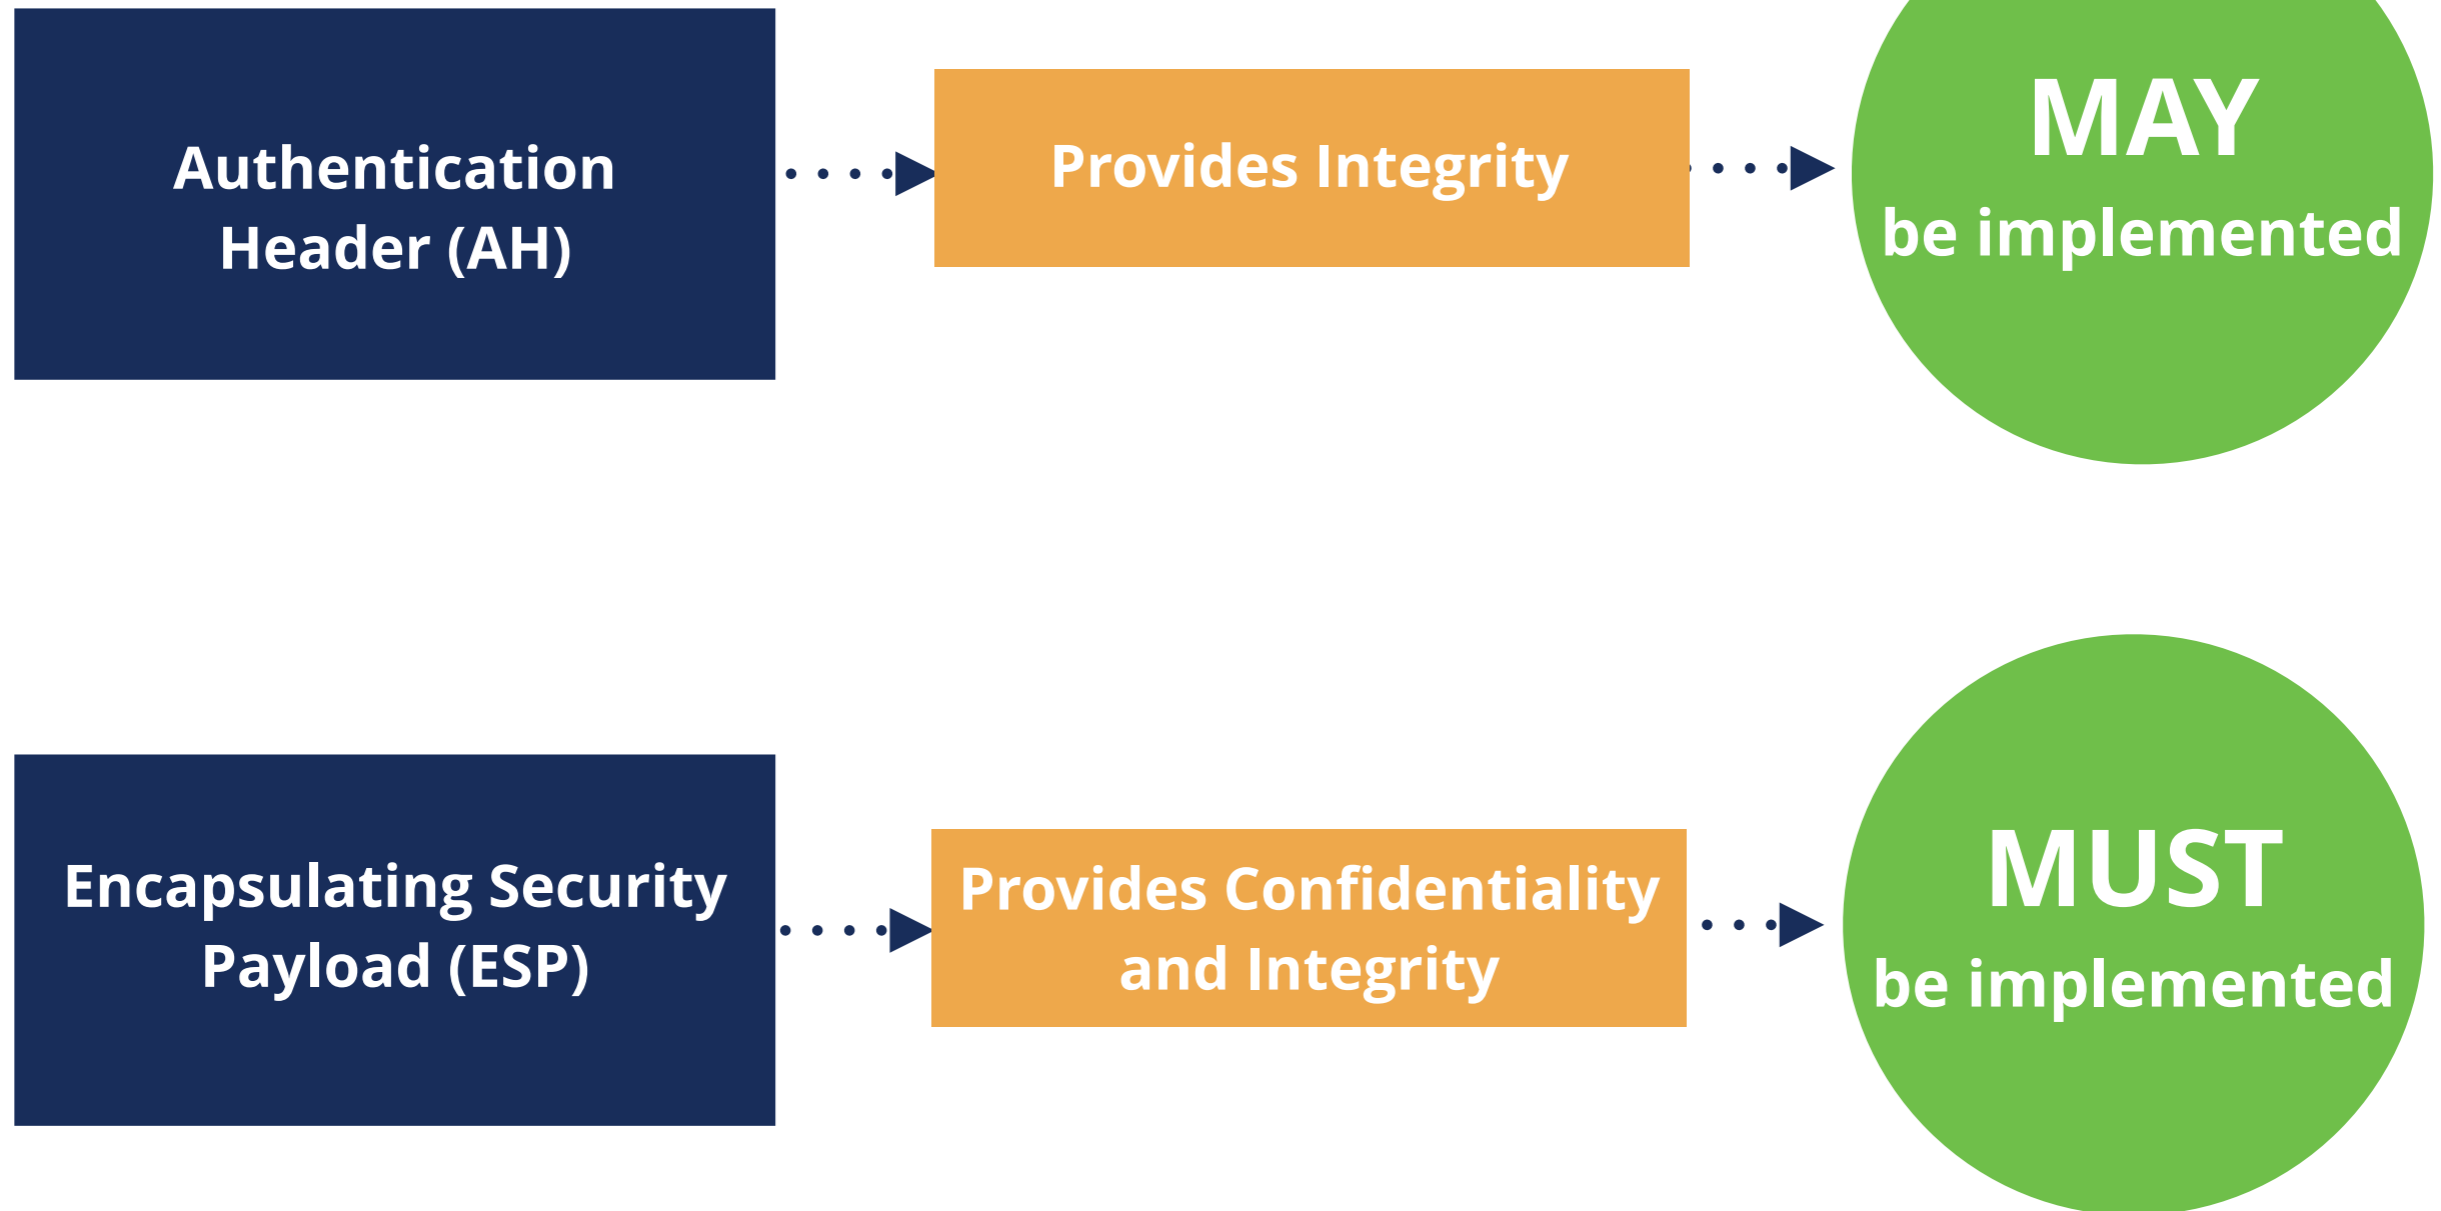 Authentication
Header (AH)
Provides Integrity
MAY
be implemented
Encapsulating Security
Payload (ESP)
Provides Confidentiality
and Integrity
MUST
be implemented